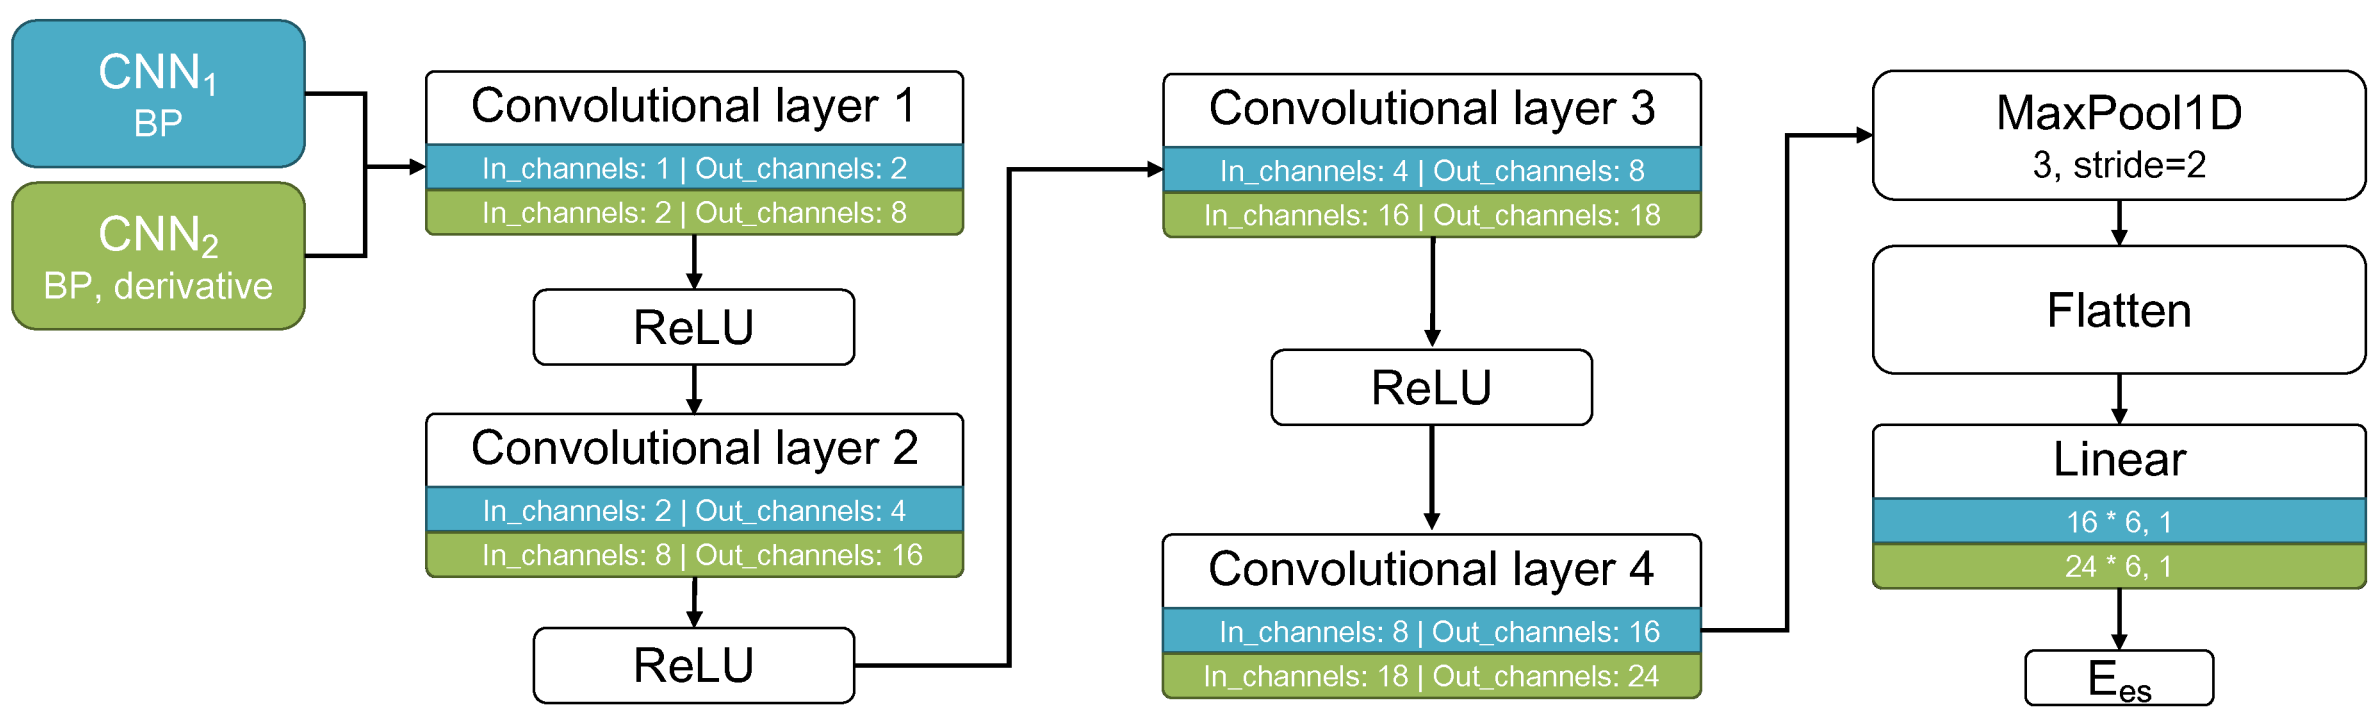 CNN1
BP
CNN2
BP, derivative
Convolutional layer 1
In_channels: 1 | Out_channels: 2
In_channels: 2 | Out_channels: 8
ReLU
Convolutional layer 2
In_channels: 2 | Out_channels: 4
In_channels: 8 | Out_channels: 16
ReLU
Convolutional layer 3
In_channels: 4 | Out_channels: 8
In_channels: 16 | Out_channels: 18
ReLU
Convolutional layer 4
In_channels: 8 | Out_channels: 16
In_channels: 18 | Out_channels: 24
MaxPool1D
3, stride=2
Flatten
Linear
16 * 6, 1
24 * 6, 1
Ees